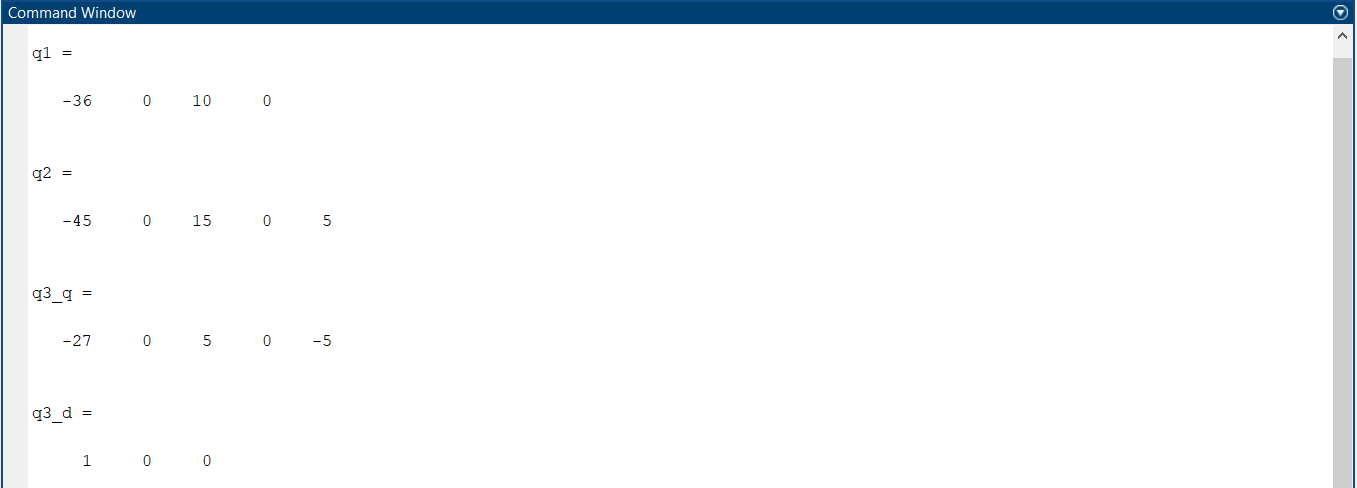 Command Window
q1 =
-36 0 10 0
q2 =
-45 0 15 0 5
q3_q =
-27 0 5 0 -5
q3_d =
1 0 0